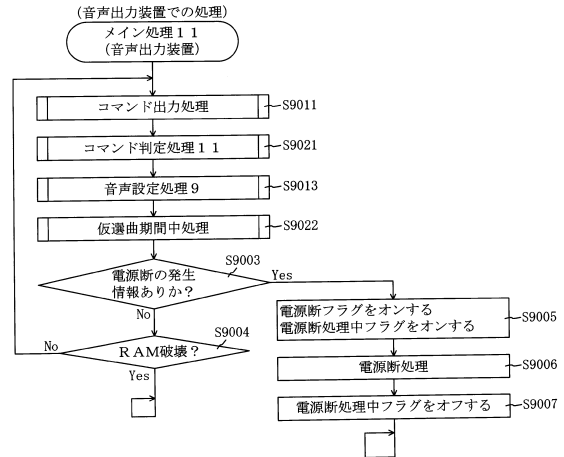 (音声出力装置での処理)
メイン処理11
(音声出力装置)
コマンド出力処理
S9011
コマンド判定処理11
S9021
音声設定処理9
S9013
仮選曲期間中処理
S9022
電源断の発生
情報ありか?
S9003
Yes
No
電源断フラグをオンする
電源断処理中フラグをオンする
S9005
RAM破壊?
S9004
No
Yes
電源断処理
S9006
電源断処理中フラグをオフする
S9007